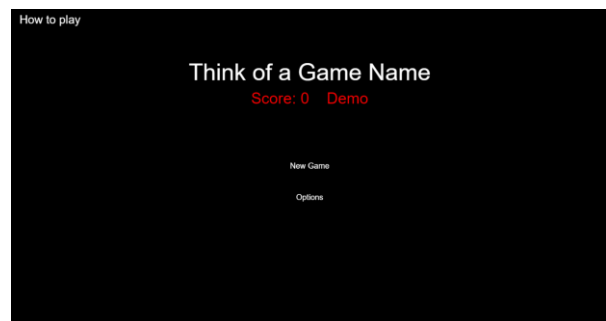 How to play
Think of a Game Name
Score: 0 Demo
New Game
Options